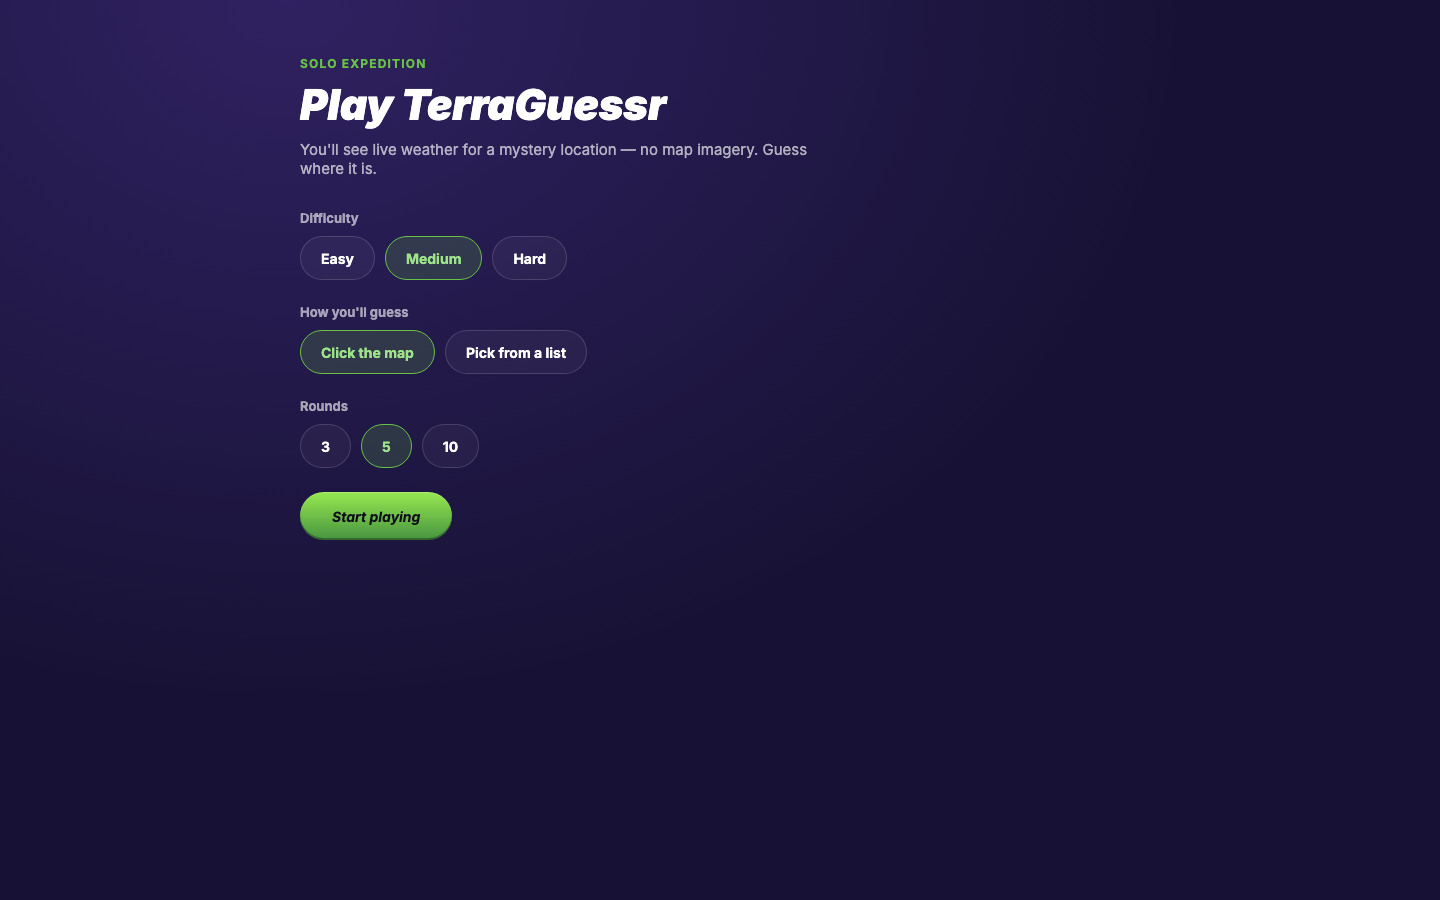 SOLO EXPEDITION
Play TerraGuessr
You'll see live weather for a mystery location — no map imagery. Guess
where it is.
Difficulty
Easy
Medium
Hard
How you'll guess
Click the map
Pick from a list
Rounds
3
5
10
Start playing